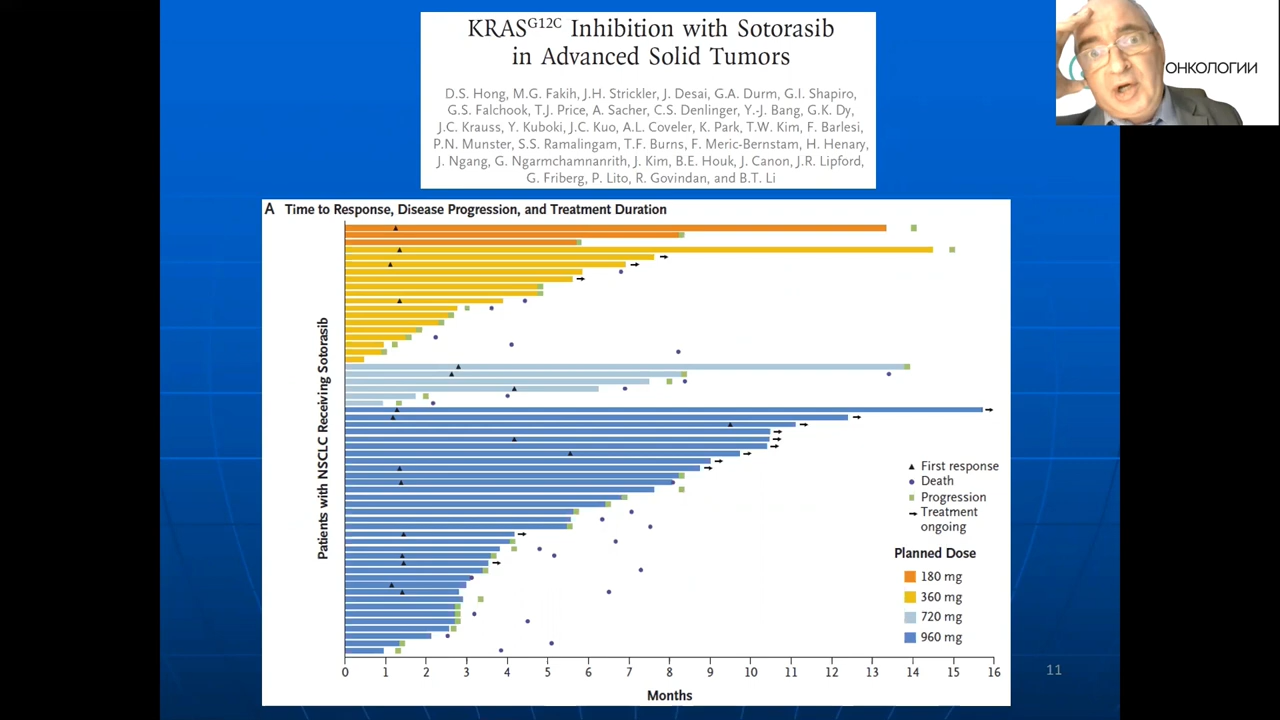 KRASG12C Inhibition with Sotorasib
in Advanced Solid Tumors
D.S. Hong, M.G. Fakih, J.H. Strickler, J. Desai, G.A. Durm, G.I. Shapiro,
G.S. Falchook, T.J. Price, A. Sacher, C.S. Denlinger, Y.-J. Bang, G.K. Dy,
J.C. Krauss, Y. Kuboki, J.C. Kuo, A.L. Coveler, K. Park, T.W. Kim, F. Barlesi,
P.N. Munster, S.S. Ramalingam, T.F. Burns, F. Meric-Bernstam, H. Henary,
J. Ngang, G. Ngarmchamnanrith, J. Kim, B.E. Houk, J. Canon, J.R. Lipford,
G. Friberg, P. Lito, R. Govindan, and B.T. Li
ОНКОЛОГИИ
A Time to Response, Disease Progression, and Treatment Duration
Patients with NSCLC Receiving Sotorasib
First response
Death
Progression
Treatment
ongoing
Planned Dose
180 mg
360 mg
720 mg
960 mg
0 1 2 3 4 5 6 7 8 9 10 11 12 13 14 15 16
Months
11